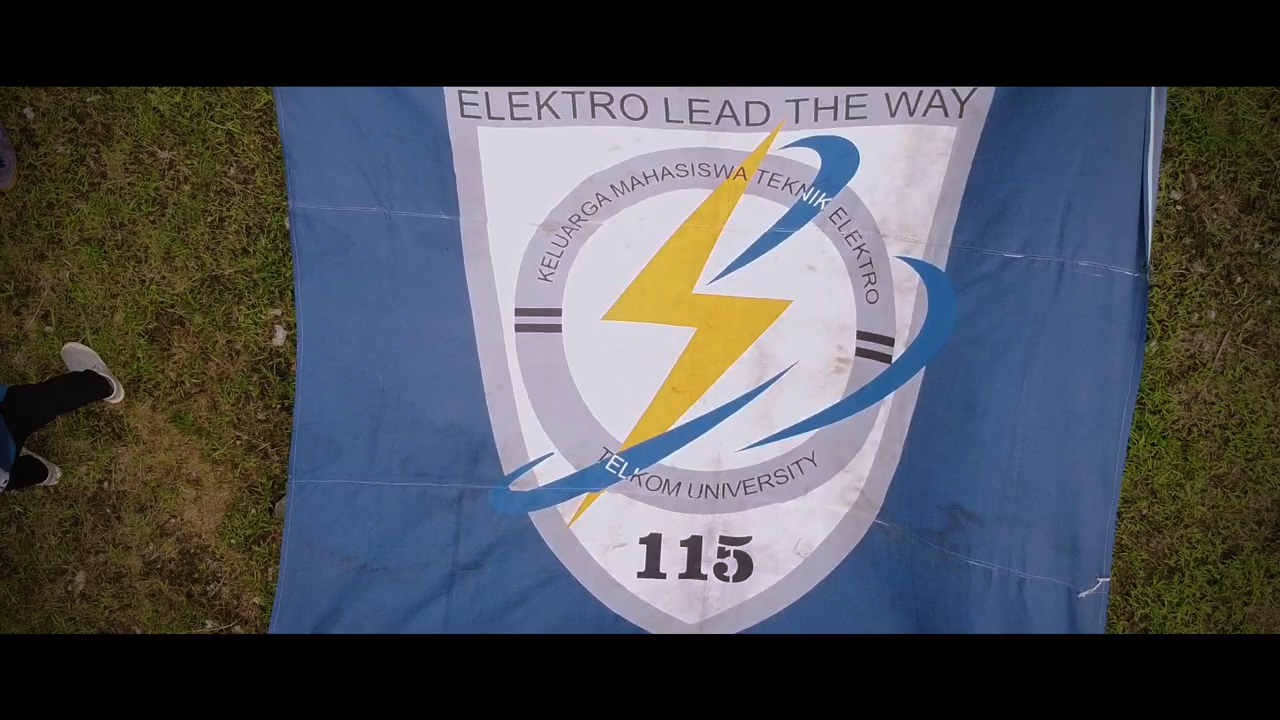 ELEKTRO LEAD THE WAY
KELUARGA MAHASISWA TEKNIK ELEKTRO
TELKOM UNIVERSITY
115